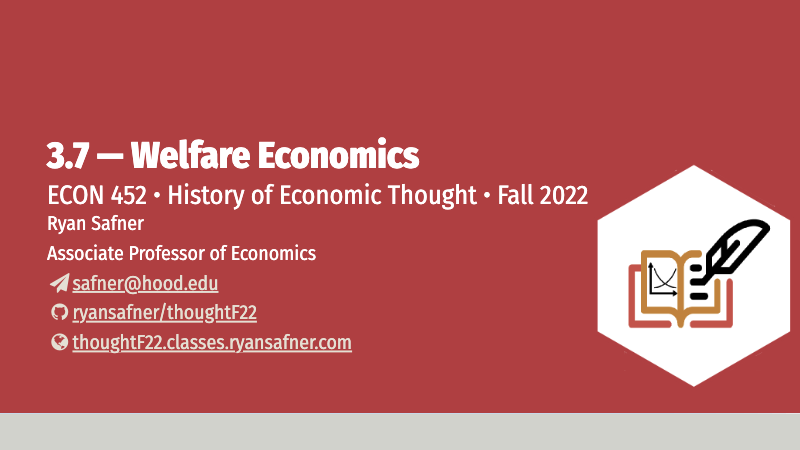 3.7 — Welfare Economics
ECON 452 • History of Economic Thought • Fall 2022
Ryan Safner
Associate Professor of Economics
safner@hood.edu
ryansafner/thoughtF22
thoughtF22.classes.ryansafner.com